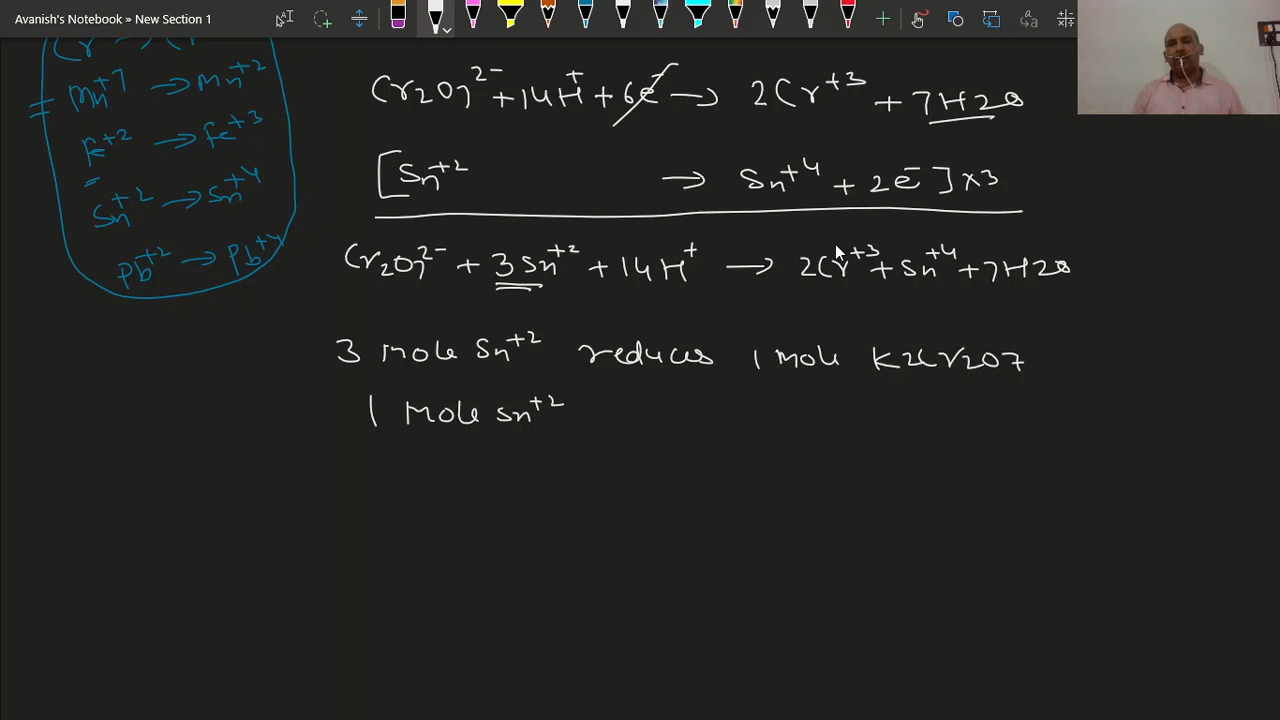 Avanish's Notebook » New Section 1
Mn+7 → Mn+2
Fe+2 → Fe+3
Sn+2 → Sn+4
Pb+2 → Pb+4
Cr2O7 2- + 14H+ + 6e- → 2Cr+3 + 7H2O
[Sn+2 → Sn+4 + 2e-] x3
Cr2O7 2- + 3Sn+2 + 14H+ → 2Cr+3 + Sn+4 + 7H2O
3 mole Sn+2 reduces 1 mole K2Cr2O7
1 Mole Sn+2